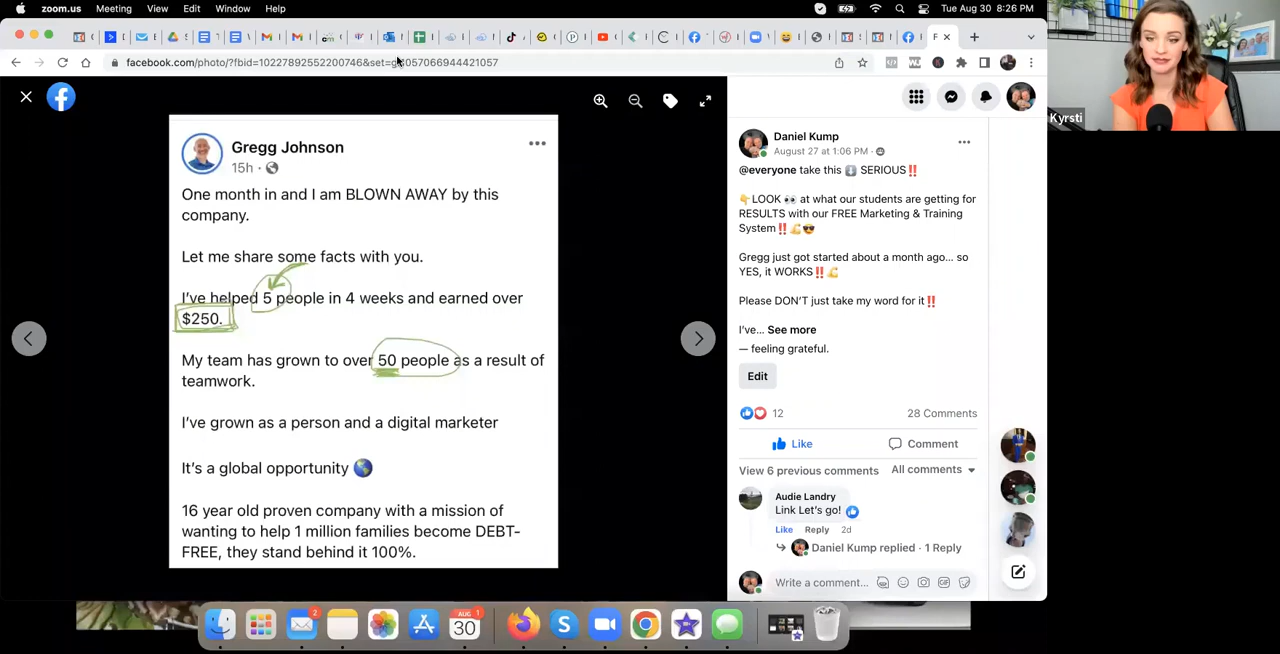 zoom.us Meeting View Edit Window Help
Tue Aug 30 8:26 PM
facebook.com/photo/?fbid=10227892552200746&set=g
057066944421057
Kyrsti
Gregg Johnson
15h
One month in and I am BLOWN AWAY by this
company.
Let me share some facts with you.
I've helped 5 people in 4 weeks and earned over
$250.
My team has grown to over 50 people as a result of
teamwork.
I've grown as a person and a digital marketer
It's a global opportunity 🌎
16 year old proven company with a mission of
wanting to help 1 million families become DEBT-
FREE, they stand behind it 100%.
Daniel Kump
August 27 at 1:06 PM
@everyone take this ⬇️ SERIOUS‼️
👇LOOK 👀 at what our students are getting for
RESULTS with our FREE Marketing & Training
System‼️💪😎
Gregg just got started about a month ago... so
YES, it WORKS‼️💪
Please DON'T just take my word for it‼️
I've... See more
— feeling grateful.
Edit
12
28 Comments
Like
Comment
View 6 previous comments
All comments
Audie Landry
Link Let's go!
Like Reply 2d
Daniel Kump replied · 1 Reply
Write a comment...
2
AUG
1
30